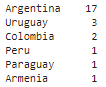 Argentina 17
Uruguay 3
Colombia 2
Peru 1
Paraguay 1
Armenia 1